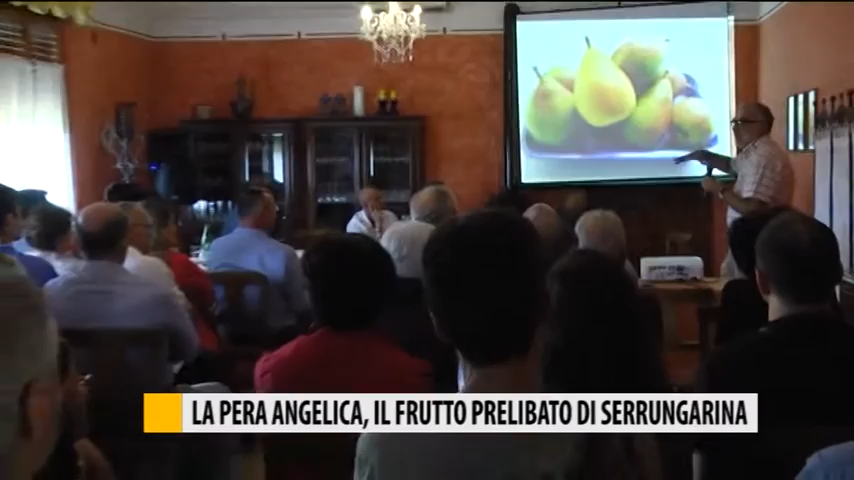 LA PERA ANGELICA, IL FRUTTO PRELIBATO DI SERRUNGARINA